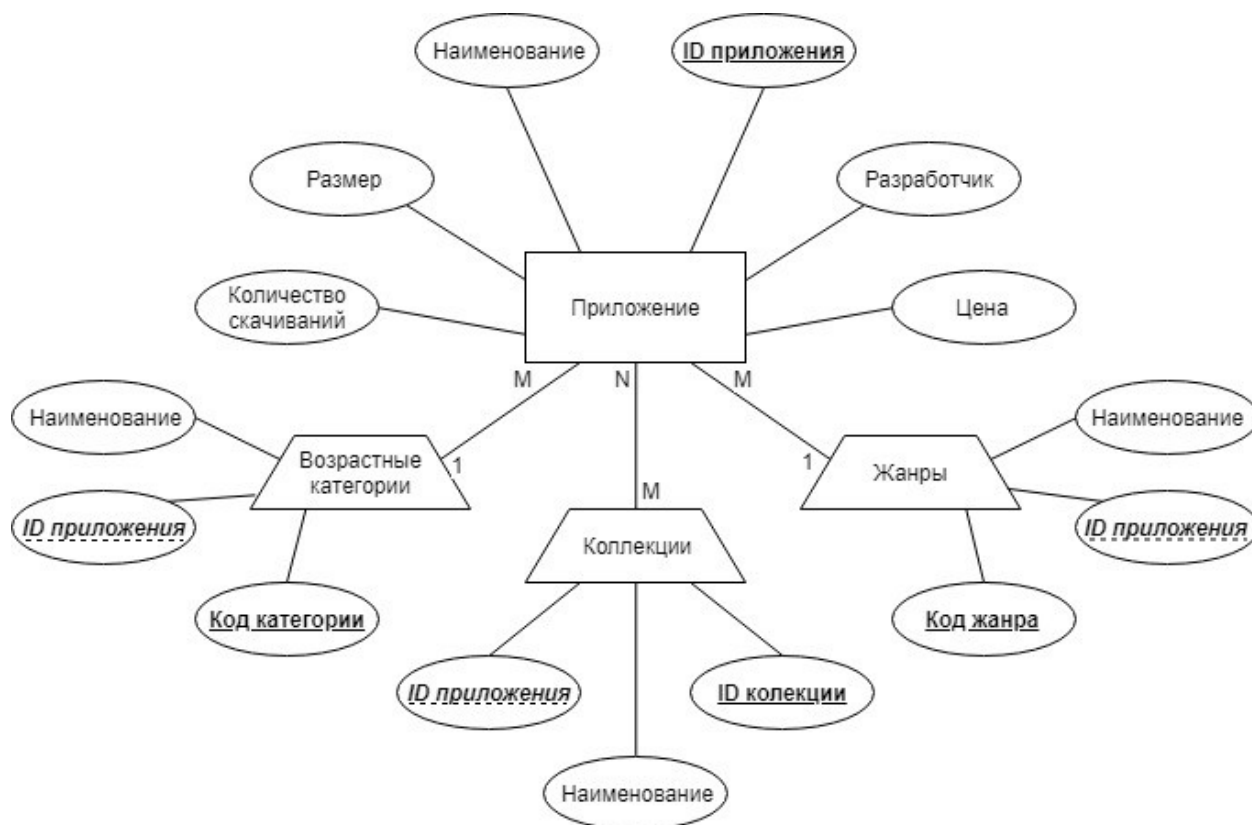 Наименование
ID приложения
Размер
Разработчик
Количество
скачиваний
Приложение
Цена
M
N
M
Наименование
Наименование
Возрастные
категории
1
1
Жанры
M
ID приложения
ID приложения
Коллекции
Код категории
Код жанра
ID приложения
ID колекции
Наименование